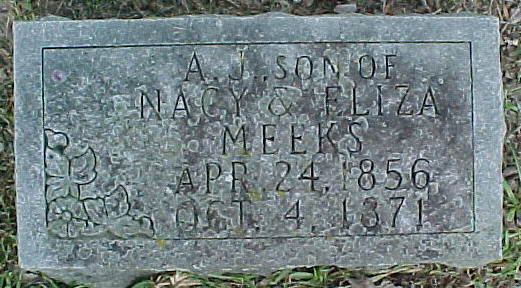 A. J., SON OF
NACY & ELIZA
MEEKS
APR. 24, 1856
OCT. 4, 1871